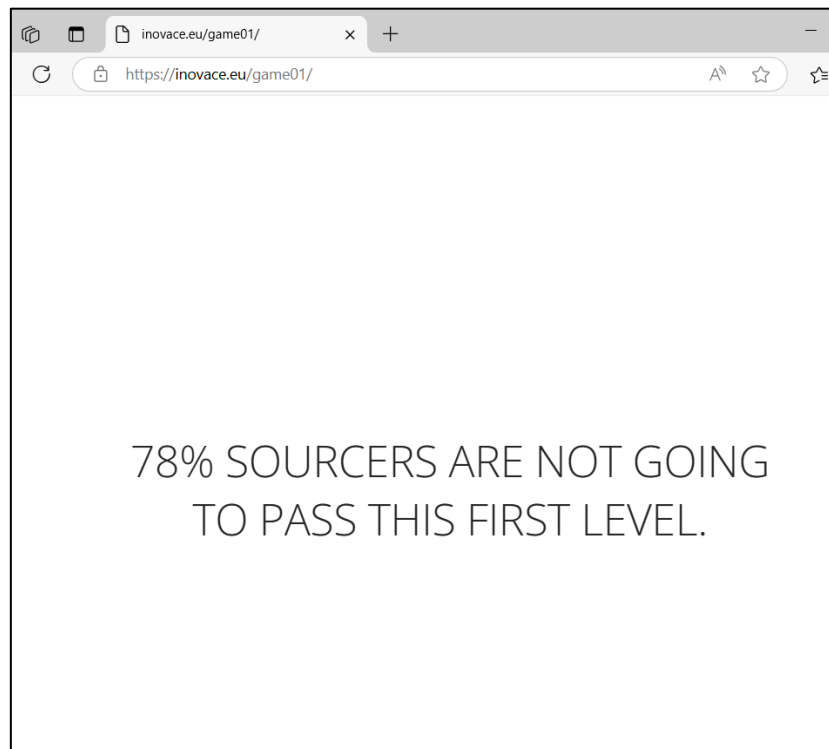 inovace.eu/game01/
https://inovace.eu/game01/
78% SOURCERS ARE NOT GOING
TO PASS THIS FIRST LEVEL.